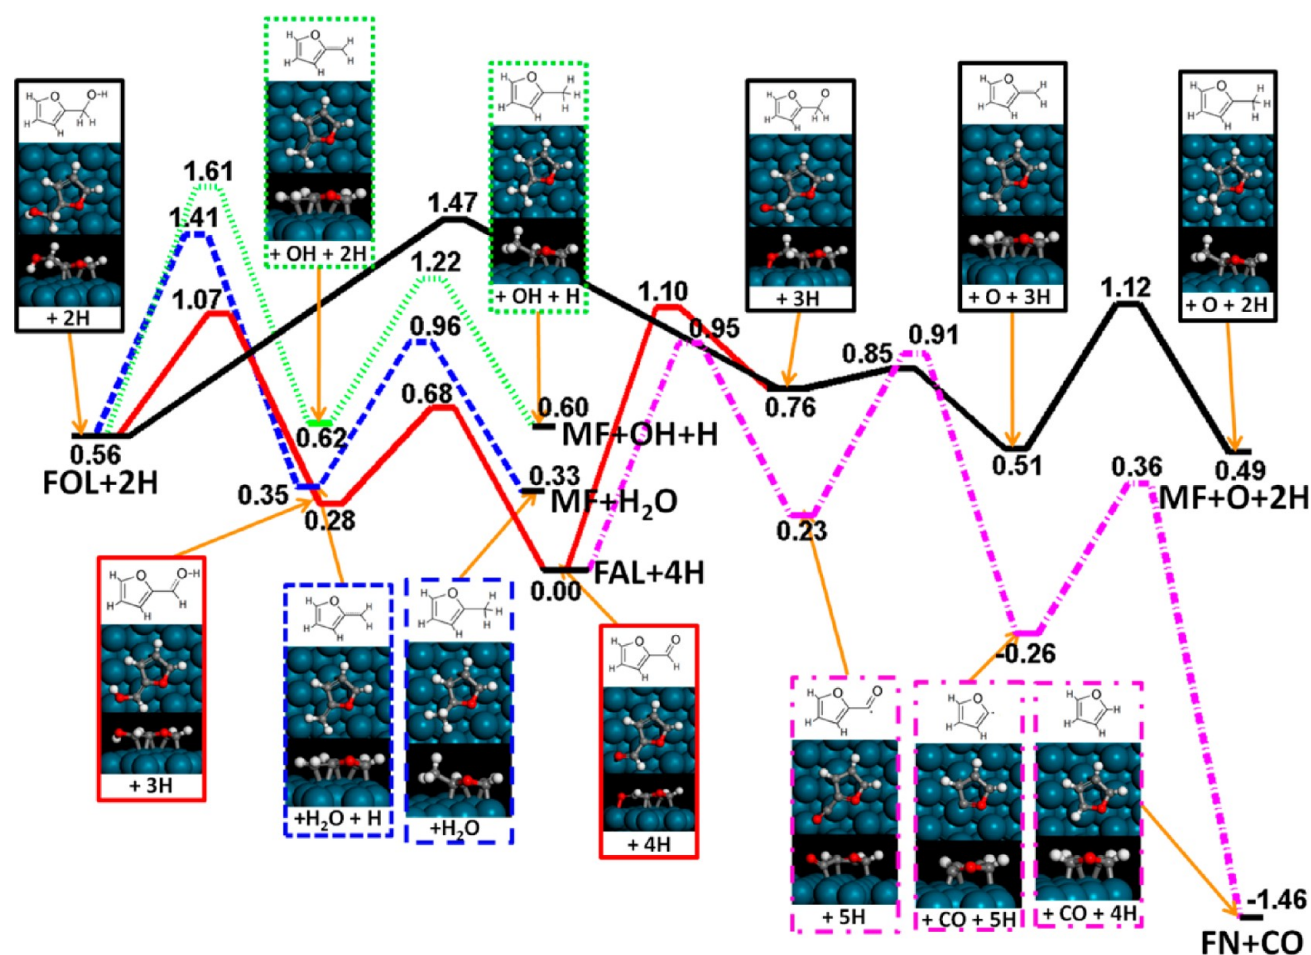 + 2H
+ OH + 2H
+ OH + H
+ 3H
+ O + 3H
+ O + 2H
1.61
1.41
1.07
1.47
1.22
0.96
0.68
1.10
0.95
0.85
0.91
1.12
0.56
FOL+2H
0.62
0.60
MF+OH+H
0.76
0.51
0.49
MF+O+2H
0.35
0.28
0.33
MF+H₂O
0.23
0.36
0.00
FAL+4H
-0.26
+ 3H
+H₂O + H
+H₂O
+ 4H
+ 5H
+ CO + 5H
+ CO + 4H
-1.46
FN+CO